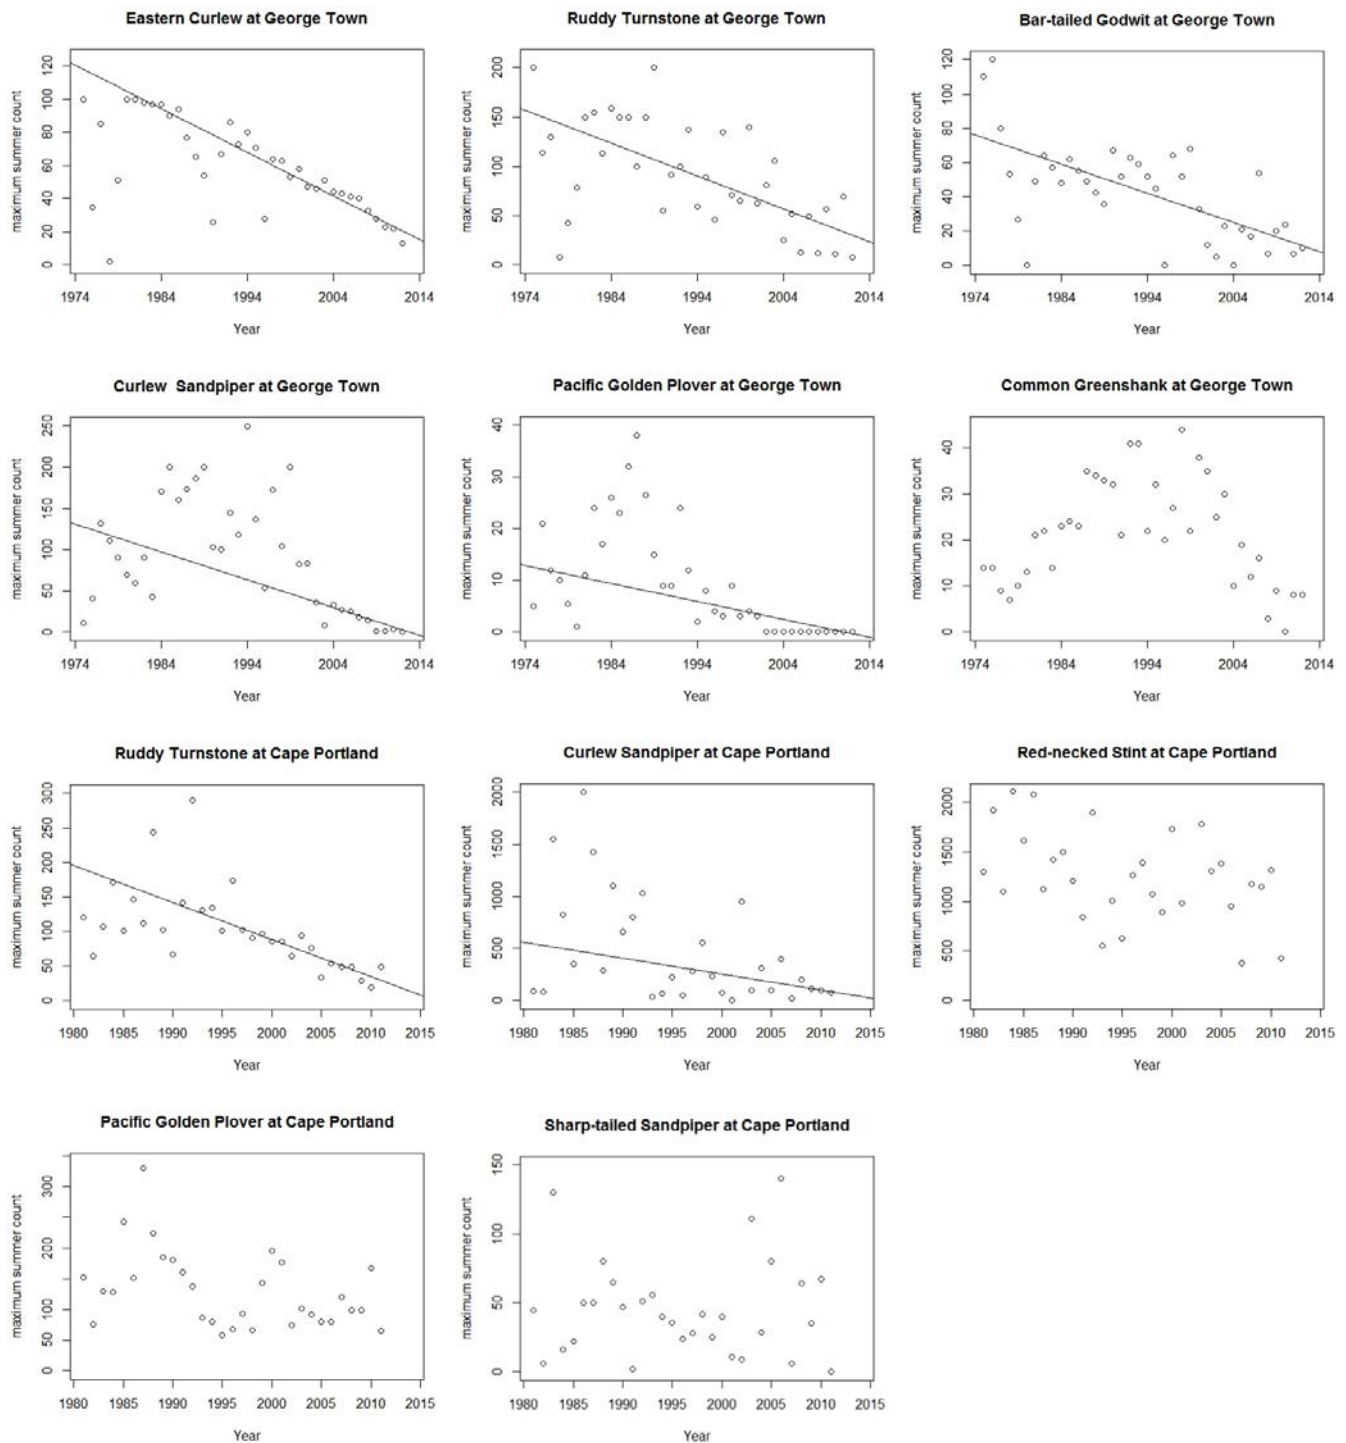 Eastern Curlew at George Town
maximum summer count
0 20 40 60 80 100 120
1974 1984 1994 2004 2014
Year
Ruddy Turnstone at George Town
maximum summer count
0 50 100 150 200
1974 1984 1994 2004 2014
Year
Bar-tailed Godwit at George Town
maximum summer count
0 20 40 60 80 100 120
1974 1984 1994 2004 2014
Year
Curlew Sandpiper at George Town
maximum summer count
0 50 100 150 200 250
1974 1984 1994 2004 2014
Year
Pacific Golden Plover at George Town
maximum summer count
0 10 20 30 40
1974 1984 1994 2004 2014
Year
Common Greenshank at George Town
maximum summer count
0 10 20 30 40
1974 1984 1994 2004 2014
Year
Ruddy Turnstone at Cape Portland
maximum summer count
0 50 100 150 200 250 300
1980 1985 1990 1995 2000 2005 2010 2015
Year
Curlew Sandpiper at Cape Portland
maximum summer count
0 500 1000 1500 2000
1980 1985 1990 1995 2000 2005 2010 2015
Year
Red-necked Stint at Cape Portland
maximum summer count
0 500 1000 1500 2000
1980 1985 1990 1995 2000 2005 2010 2015
Year
Pacific Golden Plover at Cape Portland
maximum summer count
0 50 100 200 300
1980 1985 1990 1995 2000 2005 2010 2015
Year
Sharp-tailed Sandpiper at Cape Portland
maximum summer count
0 50 100 150
1980 1985 1990 1995 2000 2005 2010 2015
Year